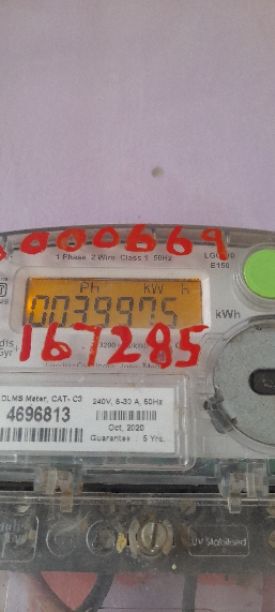 000669
1 Phase 2 Wire Class 1 50Hz
E150
Ph kW h
0039975
kWh
167285
DLMS Meter, CAT- C3
4696813
240V, 5-30 A, 50Hz
Oct, 2020
Guarantee : 5 Yrs.
UV Stabilised